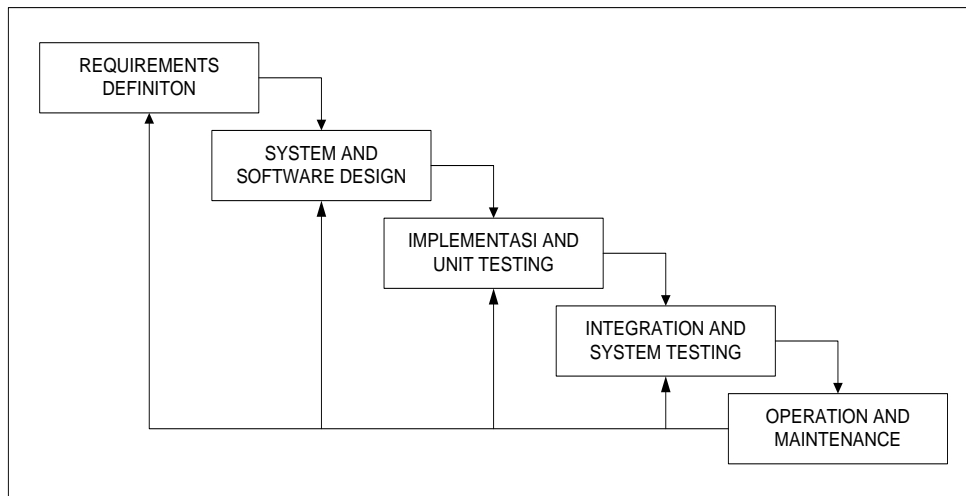 REQUIREMENTS
DEFINITON
SYSTEM AND
SOFTWARE DESIGN
IMPLEMENTASI AND
UNIT TESTING
INTEGRATION AND
SYSTEM TESTING
OPERATION AND
MAINTENANCE